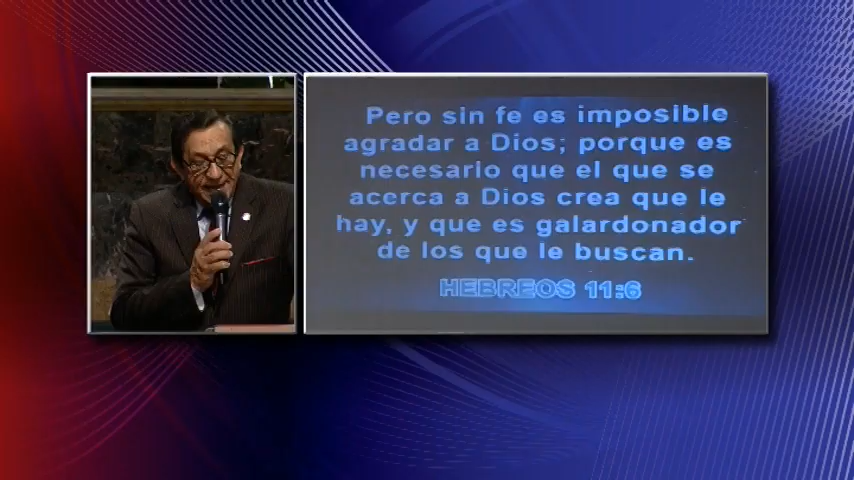 Pero sin fe es imposible
agradar a Dios; porque es
necesario que el que se
acerca a Dios crea que le
hay, y que es galardonador
de los que le buscan.
HEBREOS 11:6